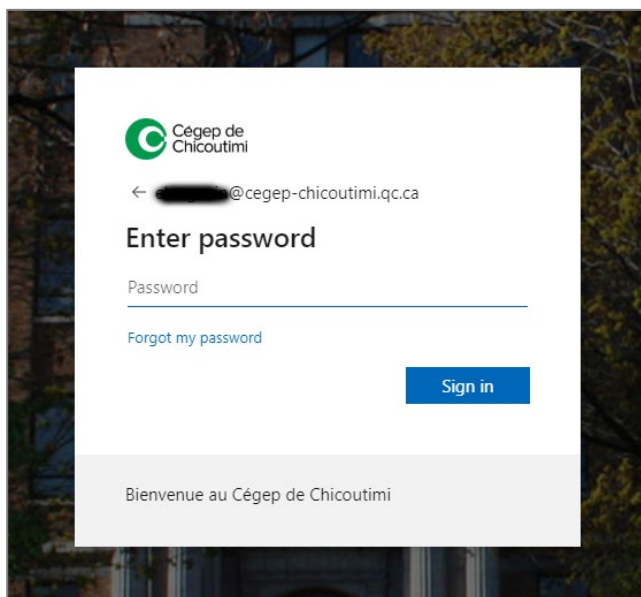 Cégep de
Chicoutimi
@cegep-chicoutimi.qc.ca
Enter password
Password
Forgot my password
Sign in
Bienvenue au Cégep de Chicoutimi